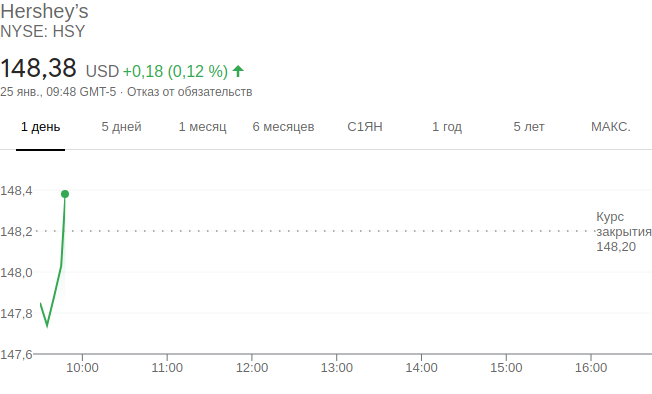 Hershey’s
NYSE: HSY
148,38 USD +0,18 (0,12 %)
25 янв., 09:48 GMT-5 · Отказ от обязательств
1 день 5 дней 1 месяц 6 месяцев С1ЯН 1 год 5 лет МАКС.
148,4
148,2
148,0
147,8
147,6
Курс
закрытия
148,20
10:00 11:00 12:00 13:00 14:00 15:00 16:00